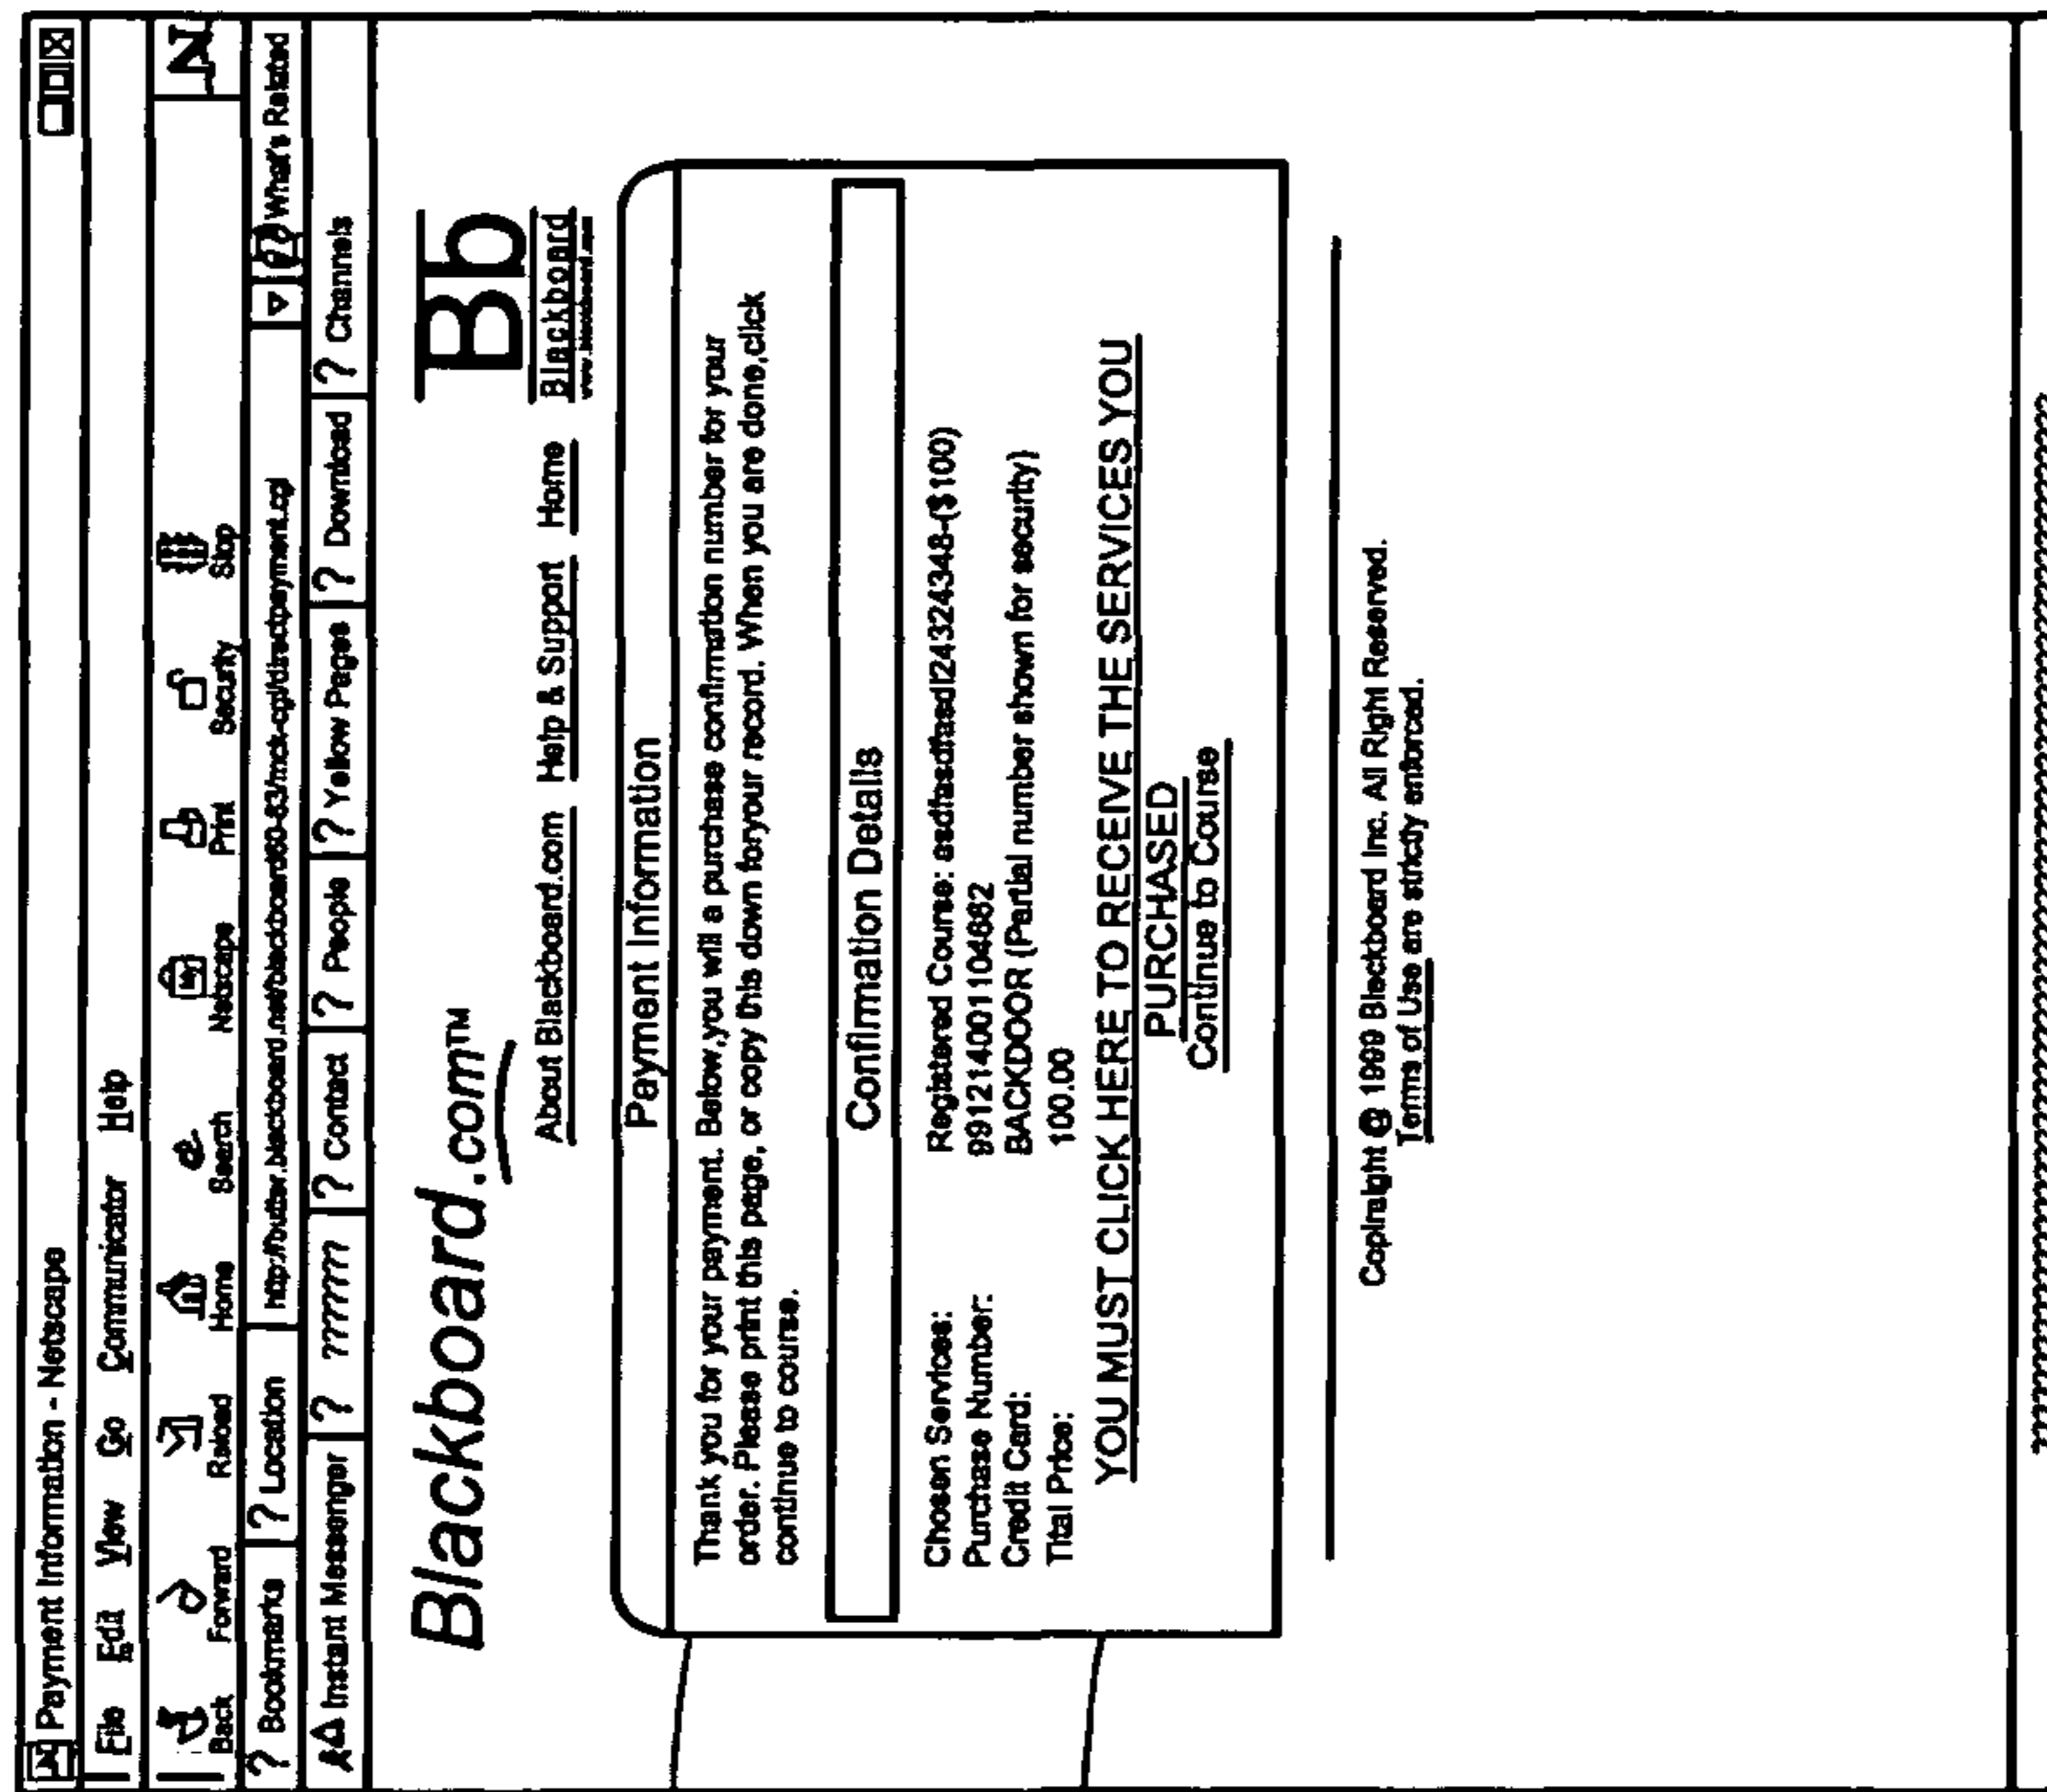 Payment Information - Netscape
File Edit View Go Communicator Help
Back Forward Reload Home Search Netscape Print Security Stop
? Bookmarks ? Location What's Related
Instant Messenger ? ??????? ? Contact ? People ? Yellow Pages ? Download ? Channels
Blackboard.com™
Bb
Blackboard
About Blackboard.com Help & Support Home
Payment Information
Thank you for your payment. Below,you will a purchase confirmation number for your
order. Please print this page, or copy this down foryour record. When you are done,click
continue to course.
Confirmation Details
Chosen Services: Registered Course: ($100)
Purchase Number: 9912140011104682
Credit Card: BACKDOOR (Partial number shown for security)
Tttal Price: 100.00
YOU MUST CLICK HERE TO RECEIVE THE SERVICES YOU
PURCHASED
Continue to Course
@ 1999 Blackboard Inc. All Right Reserved.
Terms of Use are strictly enforced.